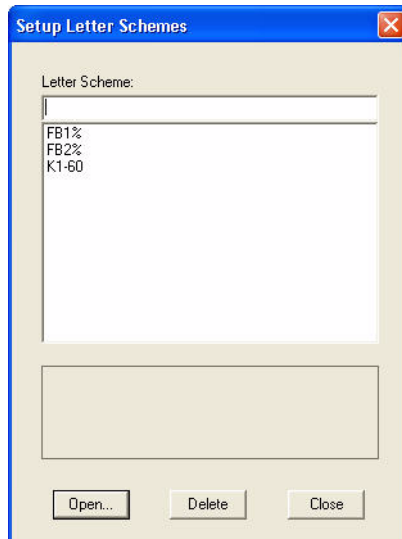 Setup Letter Schemes
Letter Scheme:
FB1%
FB2%
K1-60
Open... Delete Close